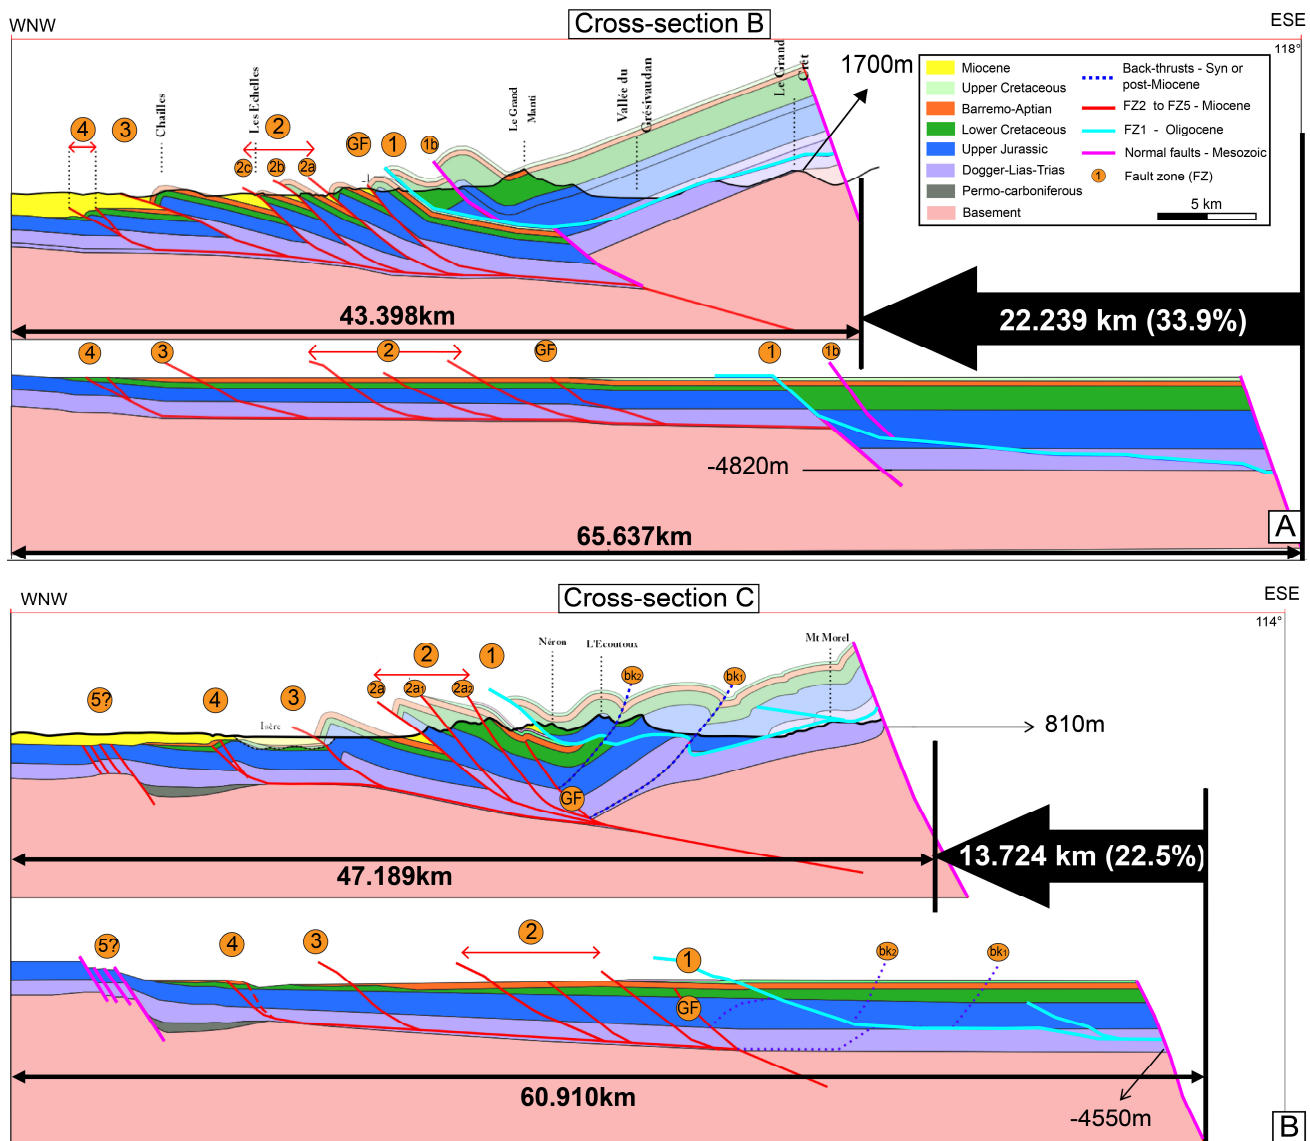 WNW
Cross-section B
ESE
118°
1700m
Le Grand
Crêt
Vallée du
Grésivaudan
Le Grand
Manti
Les Echelles
Chailles
4
3
2
GF
1
1b
2c
2b
2a
Miocene
Upper Cretaceous
Barremo-Aptian
Lower Cretaceous
Upper Jurassic
Dogger-Lias-Trias
Permo-carboniferous
Basement
Back-thrusts - Syn or
post-Miocene
FZ2 to FZ5 - Miocene
FZ1 - Oligocene
Normal faults - Mesozoic
1 Fault zone (FZ)
5 km
43.398km
22.239 km (33.9%)
4
3
2
GF
1
1b
-4820m
65.637km
A
WNW
Cross-section C
ESE
114°
Néron
L'Ecoutoux
Mt Morel
5?
4
3
Isère
2
1
2a
2a1
2a2
bk2
bk1
GF
810m
47.189km
13.724 km (22.5%)
5?
4
3
2
1
GF
bk2
bk1
60.910km
-4550m
B